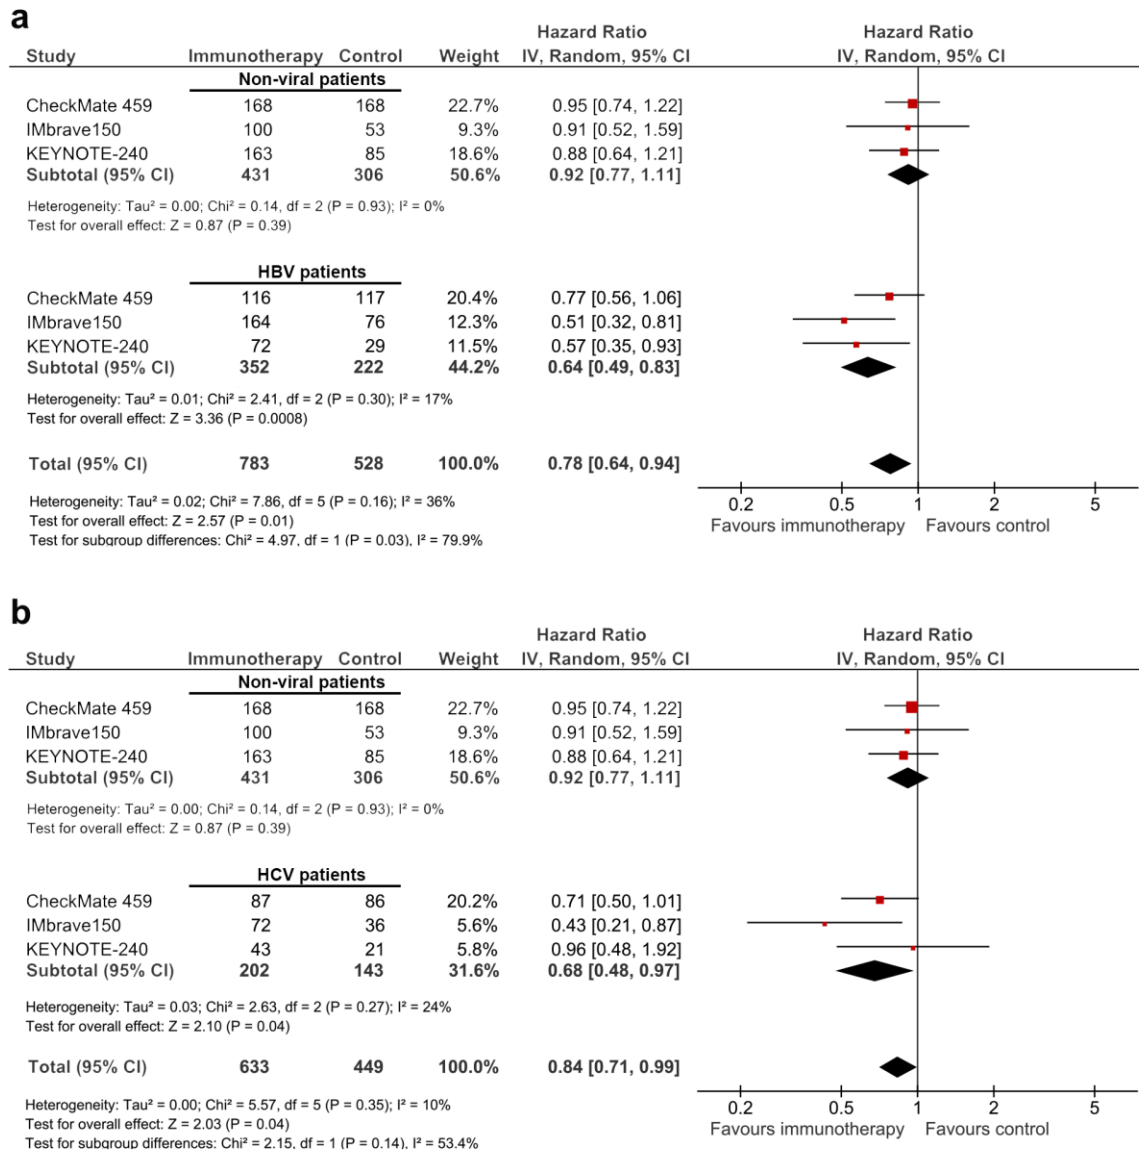 a
Hazard Ratio Hazard Ratio
Study Immunotherapy Control Weight IV, Random, 95% CI IV, Random, 95% CI
Non-viral patients
CheckMate 459 168 168 22.7% 0.95 [0.74, 1.22]
IMbrave150 100 53 9.3% 0.91 [0.52, 1.59]
KEYNOTE-240 163 85 18.6% 0.88 [0.64, 1.21]
Subtotal (95% CI) 431 306 50.6% 0.92 [0.77, 1.11]
Heterogeneity: Tau² = 0.00; Chi² = 0.14, df = 2 (P = 0.93); I² = 0%
Test for overall effect: Z = 0.87 (P = 0.39)
HBV patients
CheckMate 459 116 117 20.4% 0.77 [0.56, 1.06]
IMbrave150 164 76 12.3% 0.51 [0.32, 0.81]
KEYNOTE-240 72 29 11.5% 0.57 [0.35, 0.93]
Subtotal (95% CI) 352 222 44.2% 0.64 [0.49, 0.83]
Heterogeneity: Tau² = 0.01; Chi² = 2.41, df = 2 (P = 0.30); I² = 17%
Test for overall effect: Z = 3.36 (P = 0.0008)
Total (95% CI) 783 528 100.0% 0.78 [0.64, 0.94]
Heterogeneity: Tau² = 0.02; Chi² = 7.86, df = 5 (P = 0.16); I² = 36%
Test for overall effect: Z = 2.57 (P = 0.01)
Test for subgroup differences: Chi² = 4.97, df = 1 (P = 0.03), I² = 79.9%
0.2 0.5 1 2 5
Favours immunotherapy Favours control
b
Hazard Ratio Hazard Ratio
Study Immunotherapy Control Weight IV, Random, 95% CI IV, Random, 95% CI
Non-viral patients
CheckMate 459 168 168 22.7% 0.95 [0.74, 1.22]
IMbrave150 100 53 9.3% 0.91 [0.52, 1.59]
KEYNOTE-240 163 85 18.6% 0.88 [0.64, 1.21]
Subtotal (95% CI) 431 306 50.6% 0.92 [0.77, 1.11]
Heterogeneity: Tau² = 0.00; Chi² = 0.14, df = 2 (P = 0.93); I² = 0%
Test for overall effect: Z = 0.87 (P = 0.39)
HCV patients
CheckMate 459 87 86 20.2% 0.71 [0.50, 1.01]
IMbrave150 72 36 5.6% 0.43 [0.21, 0.87]
KEYNOTE-240 43 21 5.8% 0.96 [0.48, 1.92]
Subtotal (95% CI) 202 143 31.6% 0.68 [0.48, 0.97]
Heterogeneity: Tau² = 0.03; Chi² = 2.63, df = 2 (P = 0.27); I² = 24%
Test for overall effect: Z = 2.10 (P = 0.04)
Total (95% CI) 633 449 100.0% 0.84 [0.71, 0.99]
Heterogeneity: Tau² = 0.00; Chi² = 5.57, df = 5 (P = 0.35); I² = 10%
Test for overall effect: Z = 2.03 (P = 0.04)
Test for subgroup differences: Chi² = 2.15, df = 1 (P = 0.14), I² = 53.4%
0.2 0.5 1 2 5
Favours immunotherapy Favours control